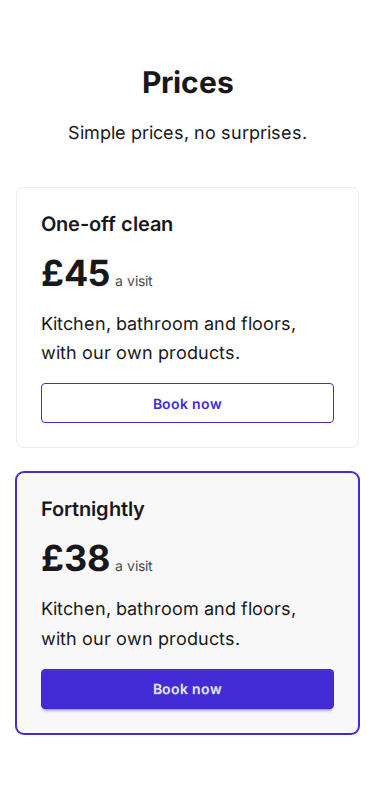 Prices
Simple prices, no surprises.
One-off clean
£45 a visit
Kitchen, bathroom and floors,
with our own products.
Book now
Fortnightly
£38 a visit
Kitchen, bathroom and floors,
with our own products.
Book now